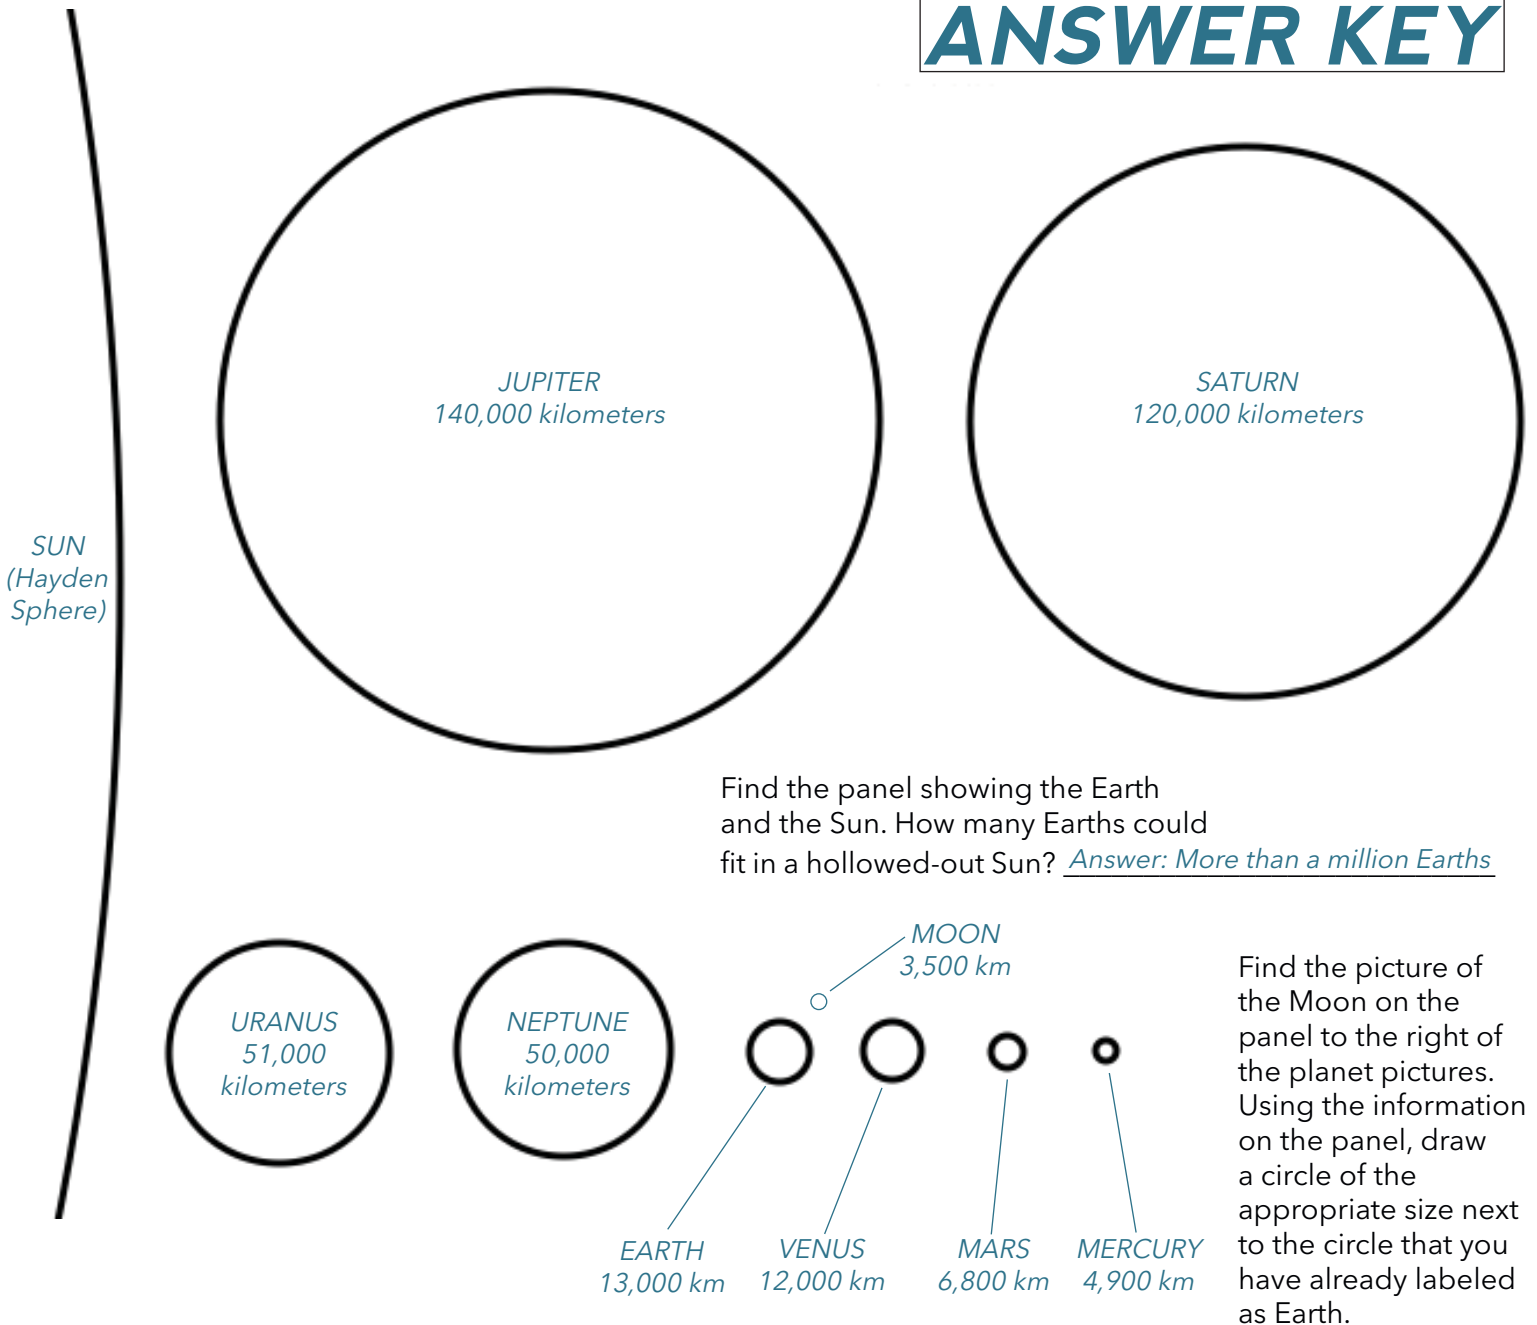 ANSWER KEY
JUPITER
140,000 kilometers
SATURN
120,000 kilometers
SUN
(Hayden
Sphere)
Find the panel showing the Earth
and the Sun. How many Earths could
fit in a hollowed-out Sun? Answer: More than a million Earths
MOON
3,500 km
URANUS
51,000
kilometers
NEPTUNE
50,000
kilometers
EARTH
13,000 km
VENUS
12,000 km
MARS
6,800 km
MERCURY
4,900 km
Find the picture of
the Moon on the
panel to the right of
the planet pictures.
Using the information
on the panel, draw
a circle of the
appropriate size next
to the circle that you
have already labeled
as Earth.